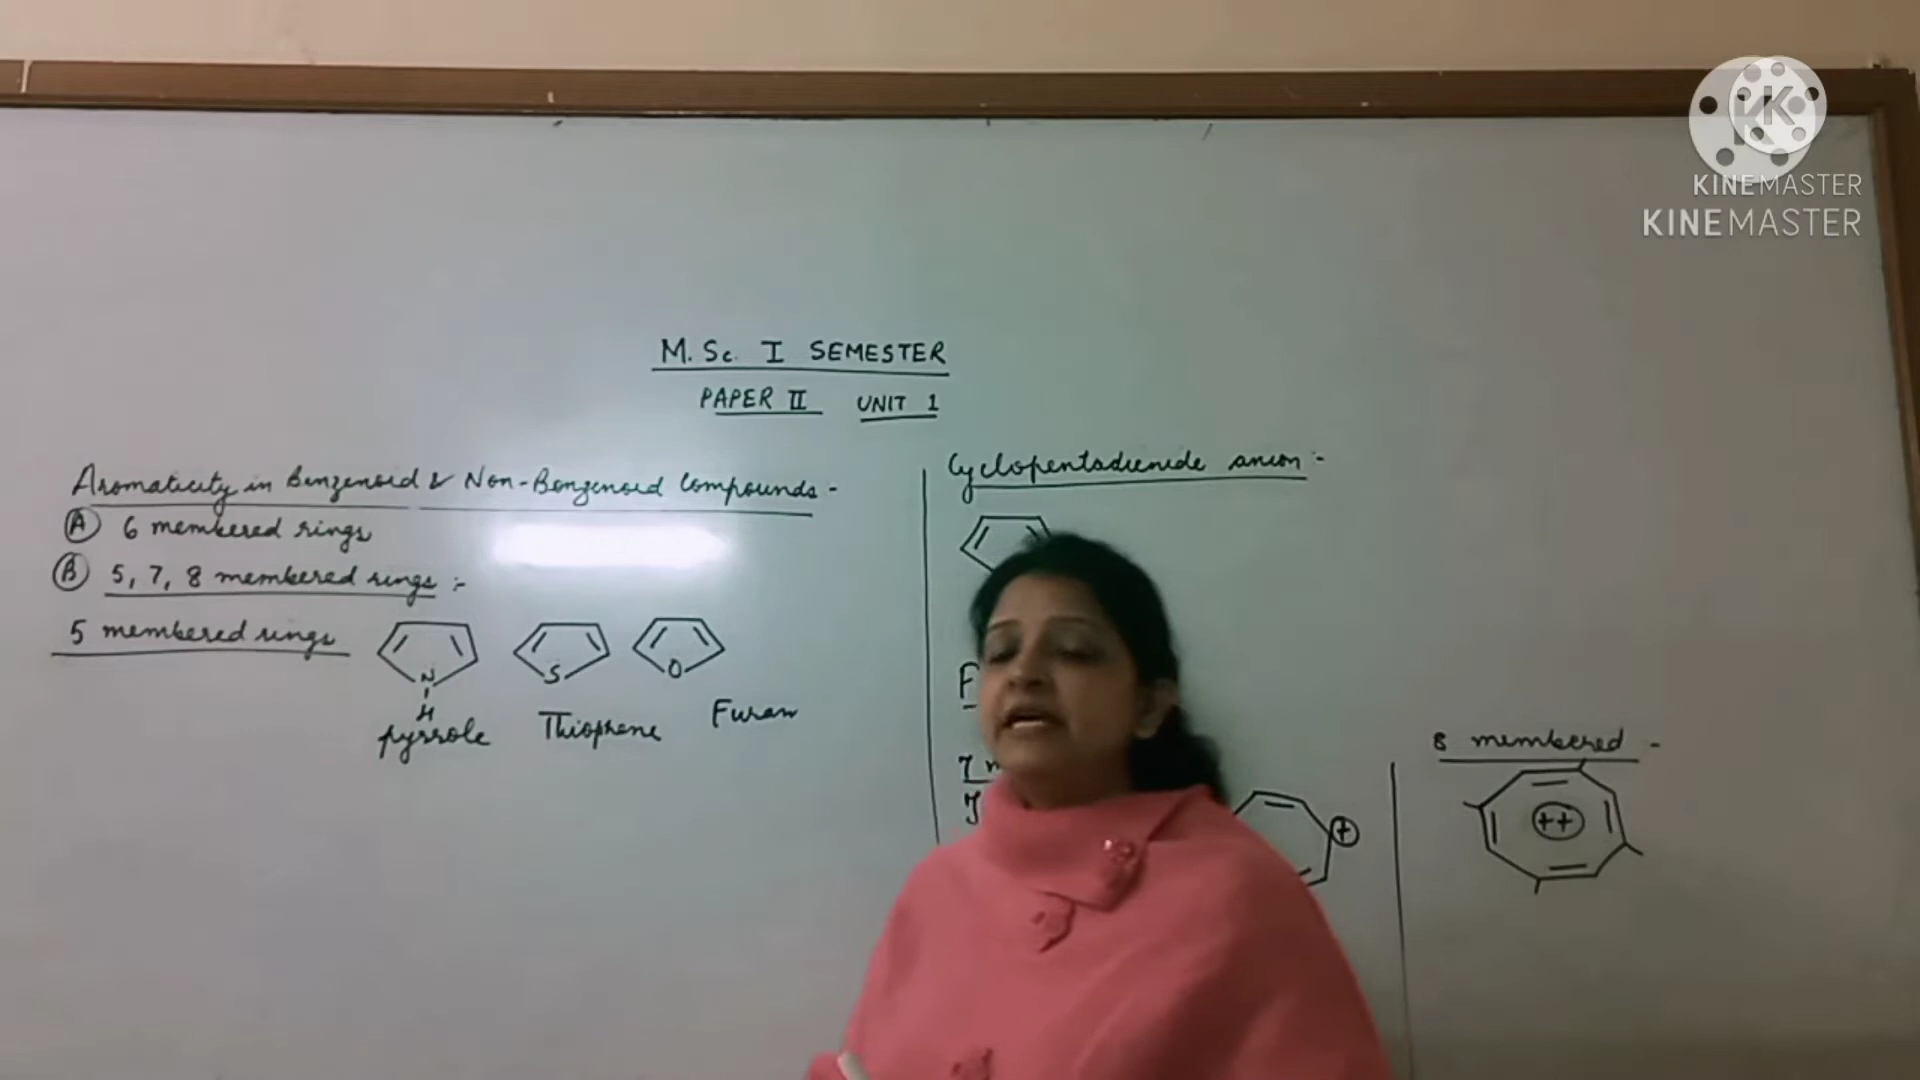 KINEMASTER
KINEMASTER
M.Sc. I SEMESTER
PAPER II UNIT 1
Aromaticity in Benzenoid & Non-Benzenoid Compounds -
(A) 6 membered rings
(B) 5, 7, 8 membered rings :-
5 membered rings
N
H
pyrrole
S
Thiophene
O
Furan
Cyclopentadienide anion :-
F
7 m
+
8 membered -
++